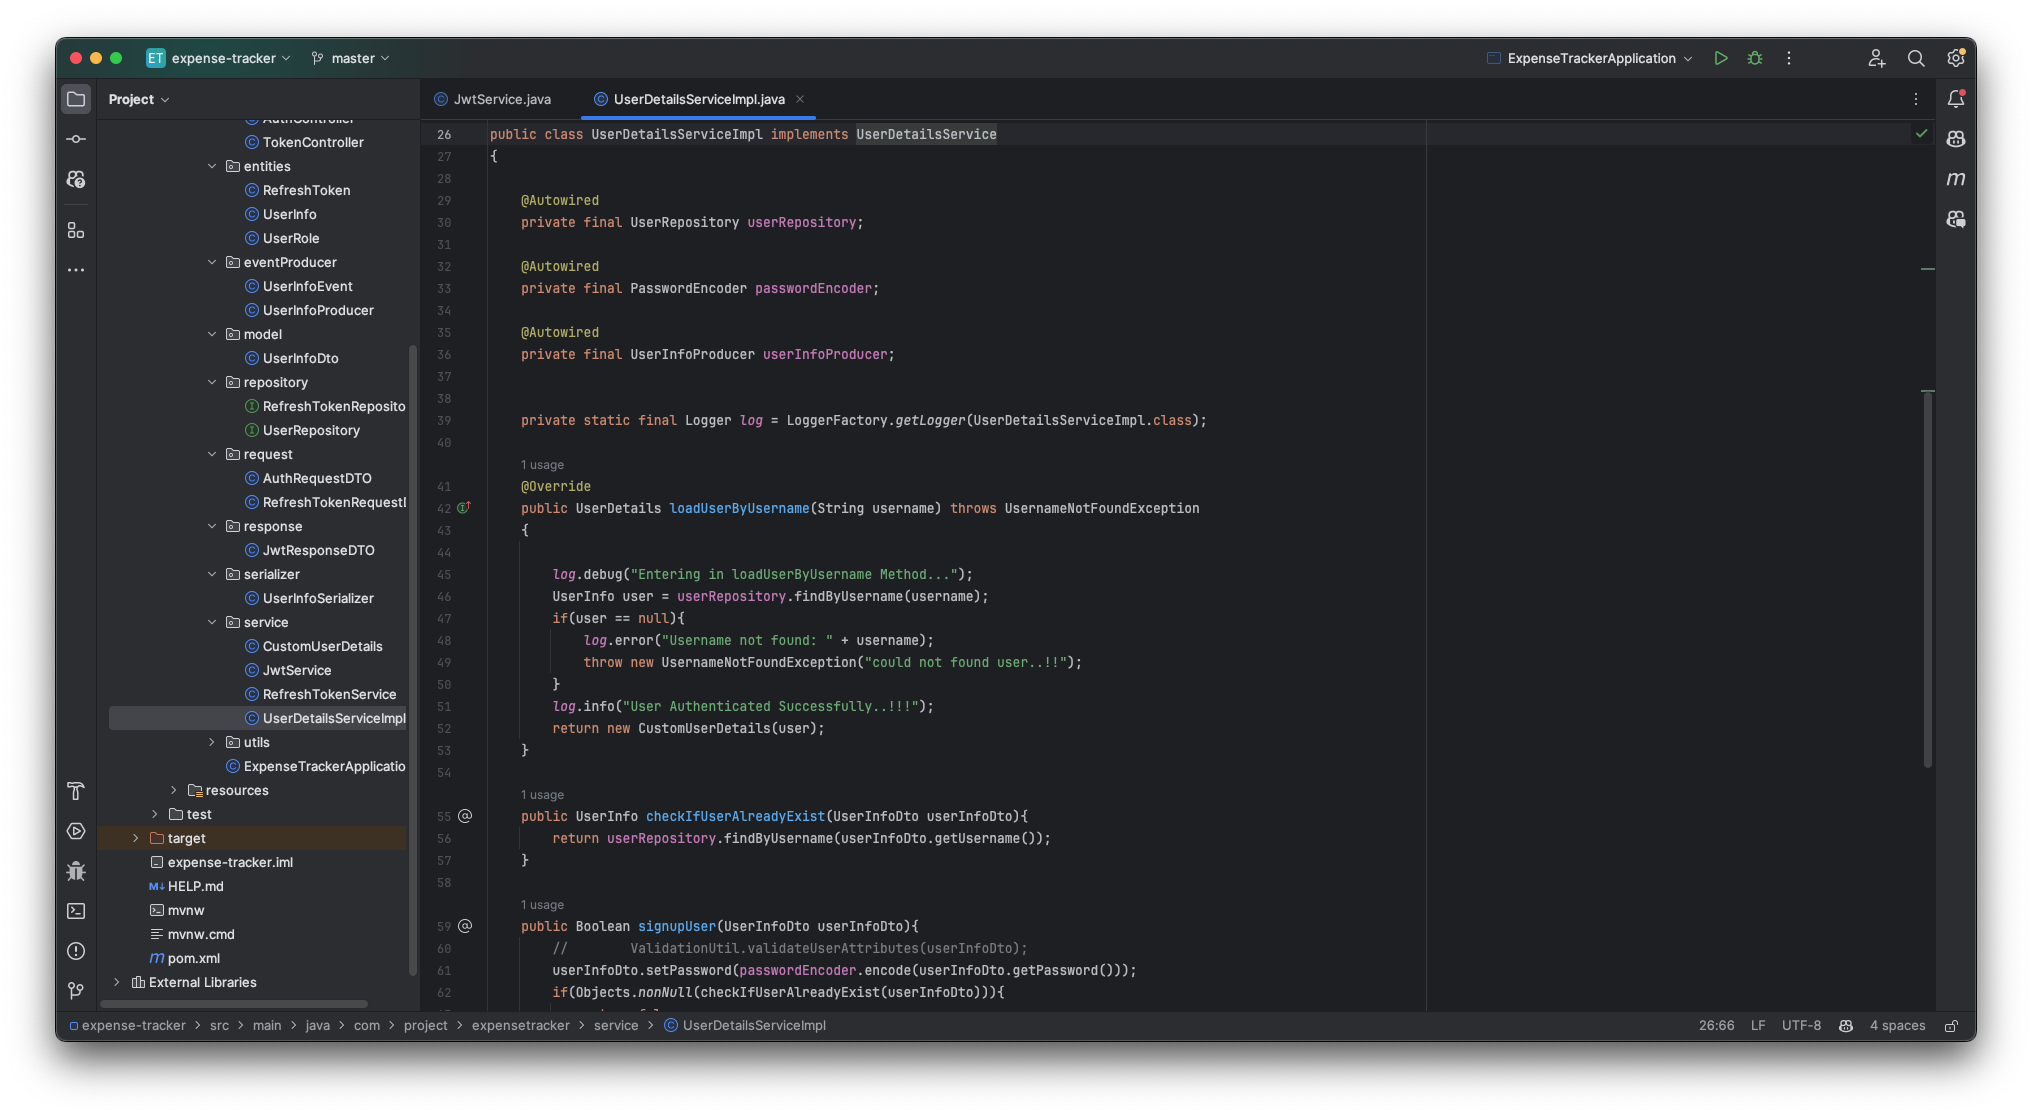 ET expense-tracker master
ExpenseTrackerApplication
Project
TokenController
entities
RefreshToken
UserInfo
UserRole
eventProducer
UserInfoEvent
UserInfoProducer
model
UserInfoDto
repository
RefreshTokenReposito
UserRepository
request
AuthRequestDTO
RefreshTokenRequest
response
JwtResponseDTO
serializer
UserInfoSerializer
service
CustomUserDetails
JwtService
RefreshTokenService
UserDetailsServiceImpl
utils
ExpenseTrackerApplicatio
resources
test
target
expense-tracker.iml
M↓ HELP.md
mvnw
mvnw.cmd
m pom.xml
External Libraries
JwtService.java
UserDetailsServiceImpl.java
26 public class UserDetailsServiceImpl implements UserDetailsService
27 {
28
29 @Autowired
30 private final UserRepository userRepository;
31
32 @Autowired
33 private final PasswordEncoder passwordEncoder;
34
35 @Autowired
36 private final UserInfoProducer userInfoProducer;
37
38
39 private static final Logger log = LoggerFactory.getLogger(UserDetailsServiceImpl.class);
40
1 usage
41 @Override
42 public UserDetails loadUserByUsername(String username) throws UsernameNotFoundException
43 {
44
45 log.debug("Entering in loadUserByUsername Method...");
46 UserInfo user = userRepository.findByUsername(username);
47 if(user == null){
48 log.error("Username not found: " + username);
49 throw new UsernameNotFoundException("could not found user..!!");
50 }
51 log.info("User Authenticated Successfully..!!!");
52 return new CustomUserDetails(user);
53 }
54
1 usage
55 public UserInfo checkIfUserAlreadyExist(UserInfoDto userInfoDto){
56 return userRepository.findByUsername(userInfoDto.getUsername());
57 }
58
1 usage
59 public Boolean signupUser(UserInfoDto userInfoDto){
60 // ValidationUtil.validateUserAttributes(userInfoDto);
61 userInfoDto.setPassword(passwordEncoder.encode(userInfoDto.getPassword()));
62 if(Objects.nonNull(checkIfUserAlreadyExist(userInfoDto))){
m
expense-tracker > src > main > java > com > project > expensetracker > service > UserDetailsServiceImpl
26:66 LF UTF-8 4 spaces